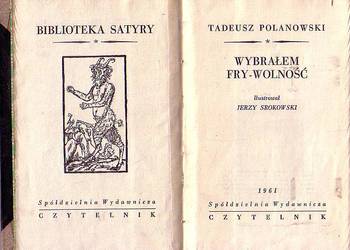 BIBLIOTEKA SATYRY
Spółdzielnia Wydawnicza
CZYTELNIK
TADEUSZ POLANOWSKI
WYBRAŁEM
FRY-WOLNOŚĆ
Ilustrował
JERZY SROKOWSKI
1961
Spółdzielnia Wydawnicza
CZYTELNIK